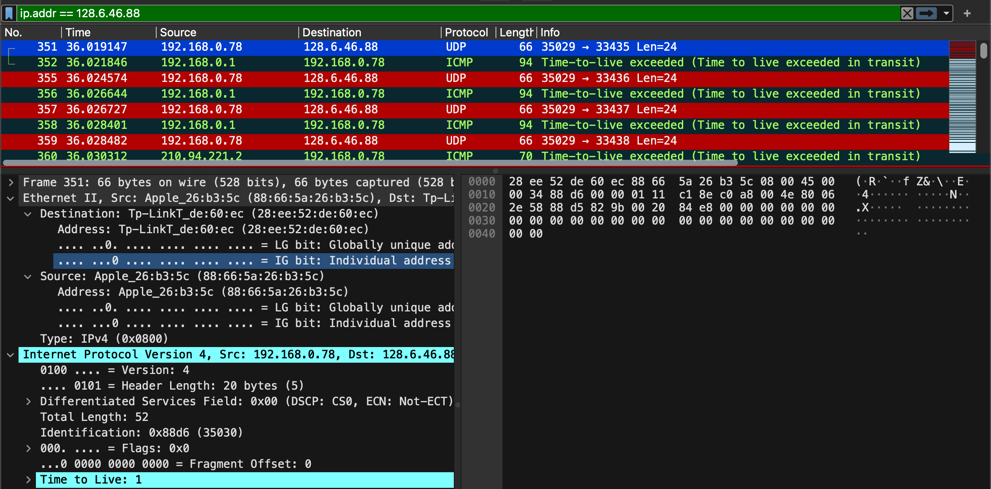 ip.addr == 128.6.46.88
No. Time Source Destination Protocol Length Info
351 36.019147 192.168.0.78 128.6.46.88 UDP 66 35029 → 33435 Len=24
352 36.021846 192.168.0.1 192.168.0.78 ICMP 94 Time-to-live exceeded (Time to live exceeded in transit)
355 36.024574 192.168.0.78 128.6.46.88 UDP 66 35029 → 33436 Len=24
356 36.026644 192.168.0.1 192.168.0.78 ICMP 94 Time-to-live exceeded (Time to live exceeded in transit)
357 36.026727 192.168.0.78 128.6.46.88 UDP 66 35029 → 33437 Len=24
358 36.028401 192.168.0.1 192.168.0.78 ICMP 94 Time-to-live exceeded (Time to live exceeded in transit)
359 36.028482 192.168.0.78 128.6.46.88 UDP 66 35029 → 33438 Len=24
360 36.030312 210.94.221.2 192.168.0.78 ICMP 70 Time-to-live exceeded (Time to live exceeded in transit)
Frame 351: 66 bytes on wire (528 bits), 66 bytes captured (528 b
Ethernet II, Src: Apple_26:b3:5c (88:66:5a:26:b3:5c), Dst: Tp-Li
Destination: Tp-LinkT_de:60:ec (28:ee:52:de:60:ec)
Address: Tp-LinkT_de:60:ec (28:ee:52:de:60:ec)
.... ..0. .... .... .... .... = LG bit: Globally unique add
.... ...0 .... .... .... .... = IG bit: Individual address
Source: Apple_26:b3:5c (88:66:5a:26:b3:5c)
Address: Apple_26:b3:5c (88:66:5a:26:b3:5c)
.... ..0. .... .... .... .... = LG bit: Globally unique add
.... ...0 .... .... .... .... = IG bit: Individual address
Type: IPv4 (0x0800)
Internet Protocol Version 4, Src: 192.168.0.78, Dst: 128.6.46.88
0100 .... = Version: 4
.... 0101 = Header Length: 20 bytes (5)
Differentiated Services Field: 0x00 (DSCP: CS0, ECN: Not-ECT)
Total Length: 52
Identification: 0x88d6 (35030)
000. .... = Flags: 0x0
...0 0000 0000 0000 = Fragment Offset: 0
Time to Live: 1
0000 28 ee 52 de 60 ec 88 66 5a 26 b3 5c 08 00 45 00 (·R·`··f Z&·\··E·
0010 00 34 88 d6 00 00 01 11 c1 8e c0 a8 00 4e 80 06 ·4······ ·····N··
0020 2e 58 88 d5 82 9b 00 20 84 e8 00 00 00 00 00 00 .X····· ········
0030 00 00 00 00 00 00 00 00 00 00 00 00 00 00 00 00 ········ ········
0040 00 00 ··